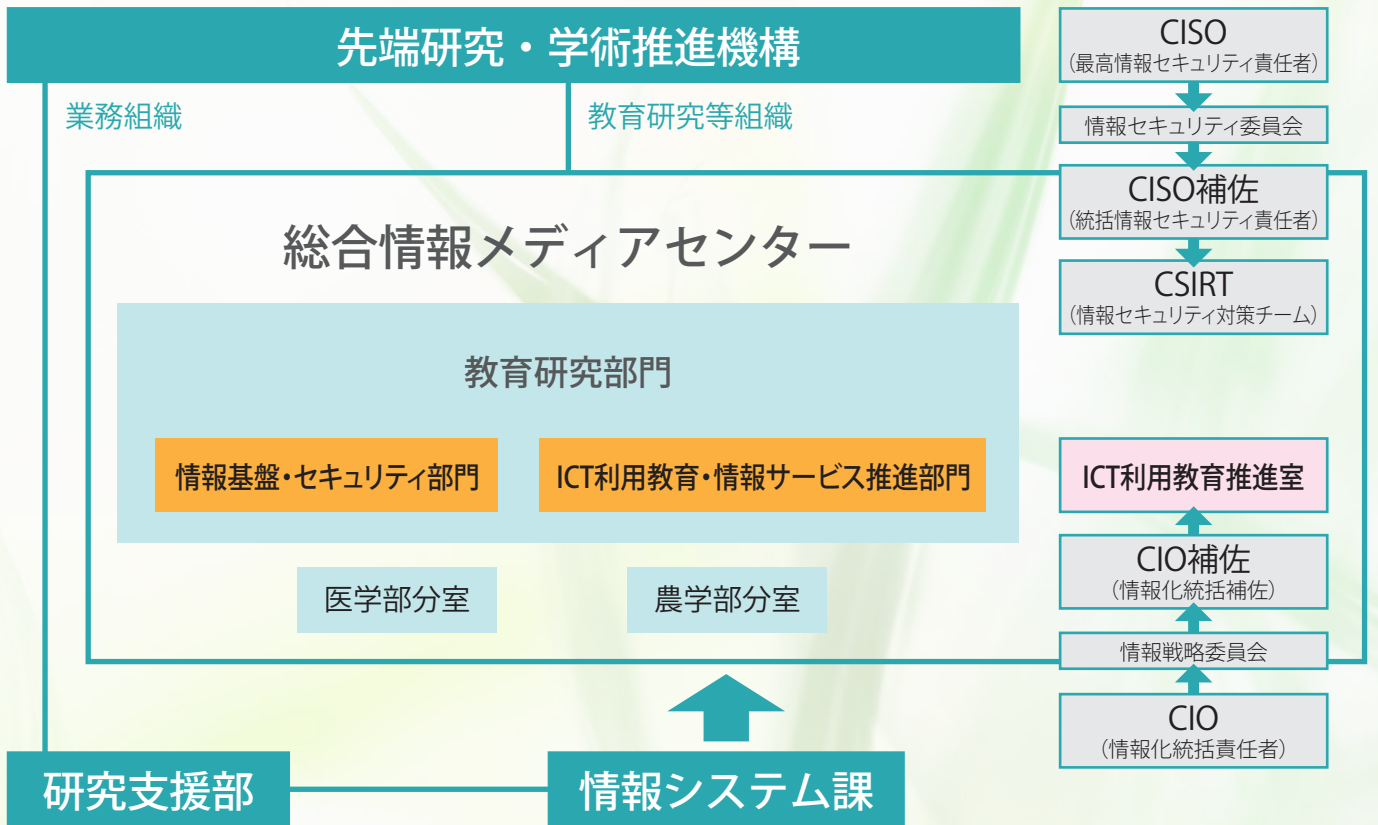 先端研究・学術推進機構
業務組織
教育研究等組織
総合情報メディアセンター
教育研究部門
情報基盤・セキュリティ部門
ICT利用教育・情報サービス推進部門
医学部分室
農学部分室
研究支援部
情報システム課
CISO
(最高情報セキュリティ責任者)
情報セキュリティ委員会
CISO補佐
(統括情報セキュリティ責任者)
CSIRT
(情報セキュリティ対策チーム)
ICT利用教育推進室
CIO補佐
(情報化統括補佐)
情報戦略委員会
CIO
(情報化統括責任者)